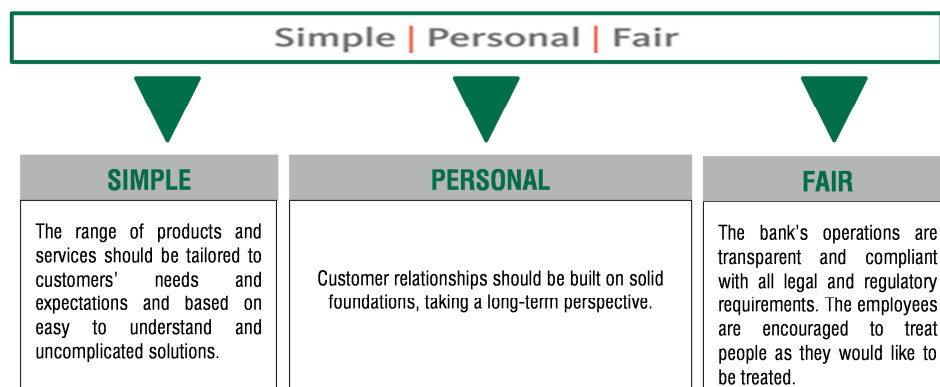 Simple | Personal | Fair
SIMPLE
The range of products and
services should be tailored to
customers' needs and
expectations and based on
easy to understand and
uncomplicated solutions.
PERSONAL
Customer relationships should be built on solid
foundations, taking a long-term perspective.
FAIR
The bank's operations are
transparent and compliant
with all legal and regulatory
requirements. The employees
are encouraged to treat
people as they would like to
be treated.